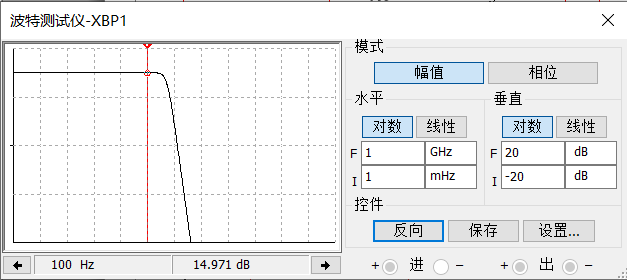 波特测试仪-XBP1
模式
幅值 相位
水平 垂直
对数 线性 对数 线性
F 1 GHz F 20 dB
I 1 mHz I -20 dB
控件
反向 保存 设置...
100 Hz 14.971 dB
+ 进 − + 出 −